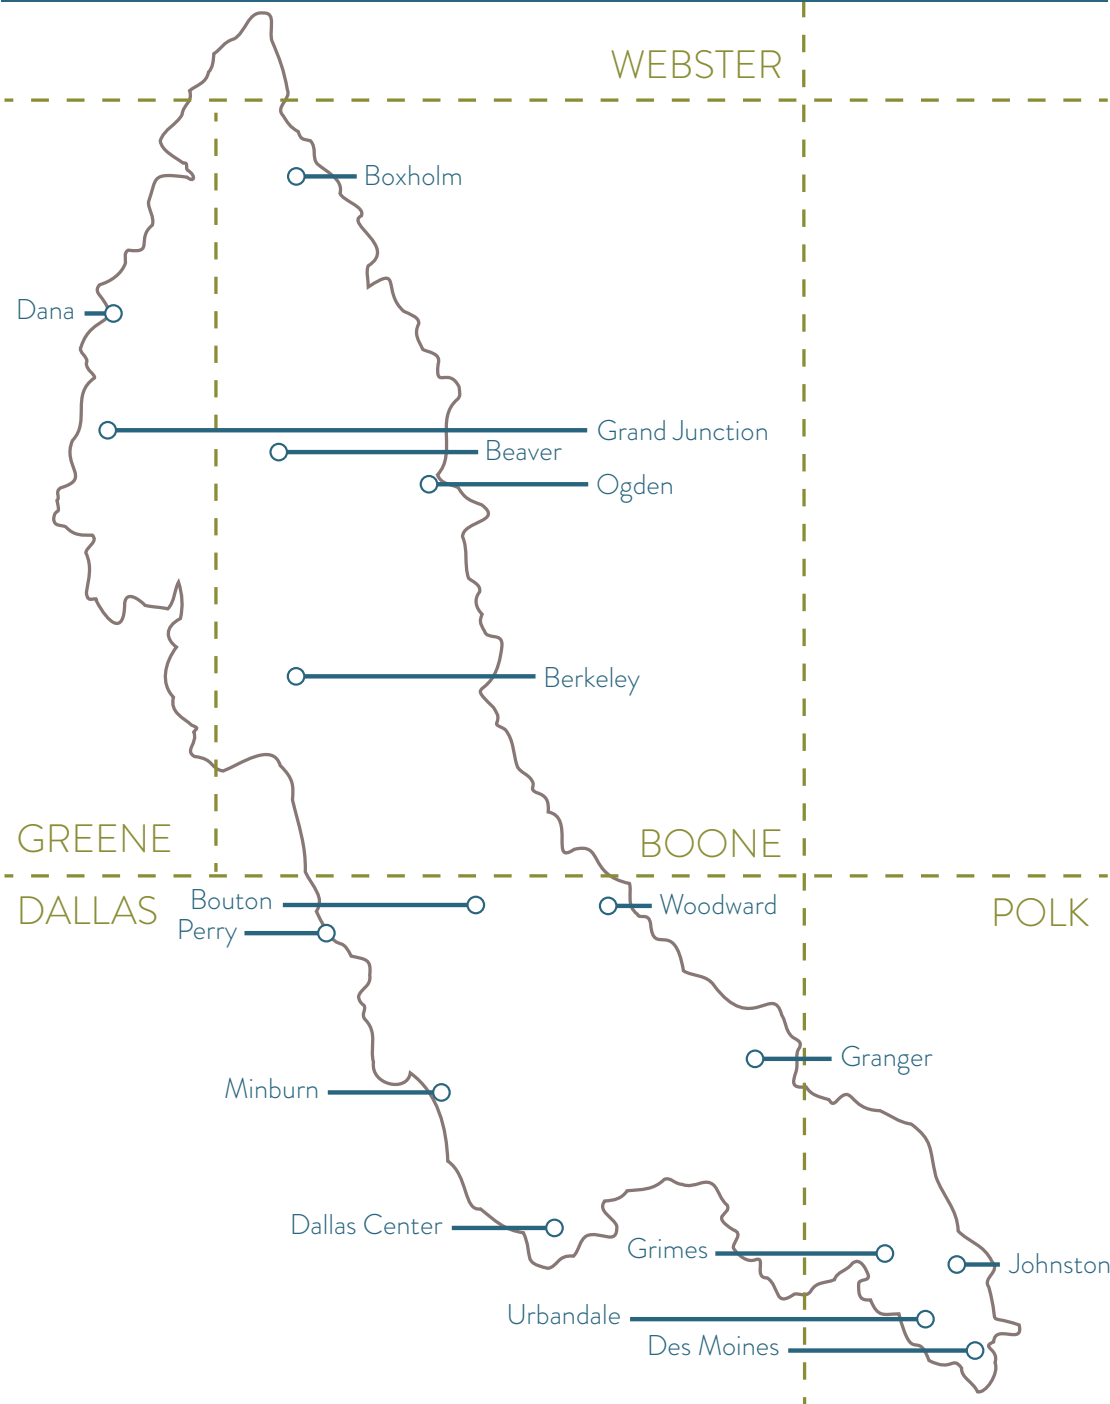 WEBSTER
Boxholm
Dana
Grand Junction
Beaver
Ogden
Berkeley
GREENE
BOONE
DALLAS
Bouton
Woodward
POLK
Perry
Granger
Minburn
Dallas Center
Grimes
Johnston
Urbandale
Des Moines